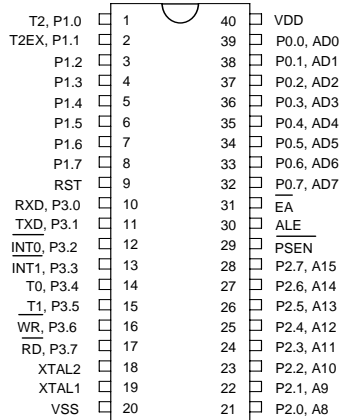 T2, P1.0 1 40 VDD
T2EX, P1.1 2 39 P0.0, AD0
P1.2 3 38 P0.1, AD1
P1.3 4 37 P0.2, AD2
P1.4 5 36 P0.3, AD3
P1.5 6 35 P0.4, AD4
P1.6 7 34 P0.5, AD5
P1.7 8 33 P0.6, AD6
RST 9 32 P0.7, AD7
RXD, P3.0 10 31 EA
TXD, P3.1 11 30 ALE
INT0, P3.2 12 29 PSEN
INT1, P3.3 13 28 P2.7, A15
T0, P3.4 14 27 P2.6, A14
T1, P3.5 15 26 P2.5, A13
WR, P3.6 16 25 P2.4, A12
RD, P3.7 17 24 P2.3, A11
XTAL2 18 23 P2.2, A10
XTAL1 19 22 P2.1, A9
VSS 20 21 P2.0, A8